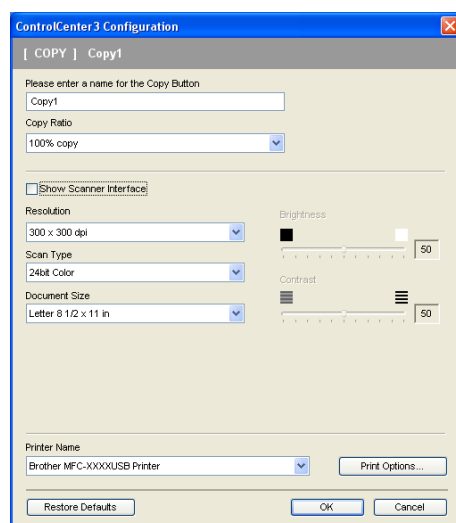 ControlCenter3 Configuration
[ COPY ] Copy1
Please enter a name for the Copy Button
Copy1
Copy Ratio
100% copy
Show Scanner Interface
Resolution
300 x 300 dpi
Brightness
50
Scan Type
24bit Color
Contrast
50
Document Size
Letter 8 1/2 x 11 in
Printer Name
Brother MFC-XXXXUSB Printer
Print Options...
Restore Defaults
OK
Cancel